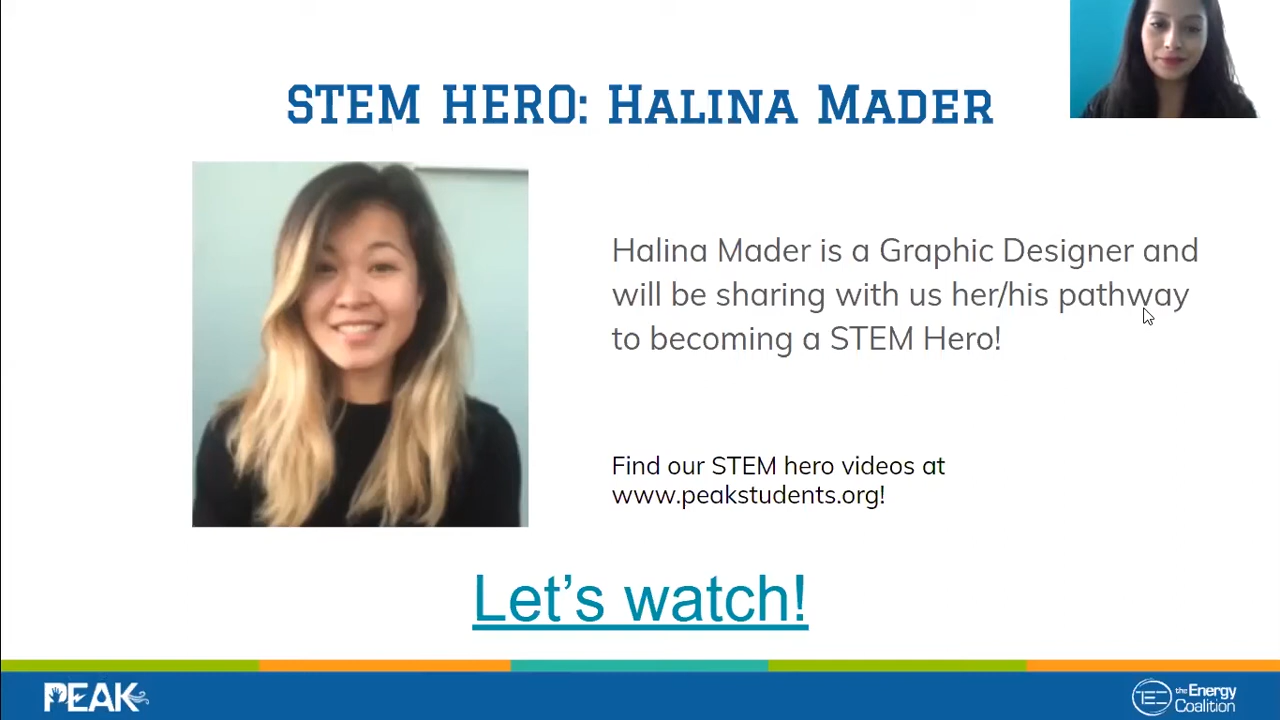 STEM HERO: HALINA MADER
Halina Mader is a Graphic Designer and
will be sharing with us her/his pathway
to becoming a STEM Hero!
Find our STEM hero videos at
www.peakstudents.org!
Let's watch!
PEAK
TEC
the Energy
Coalition